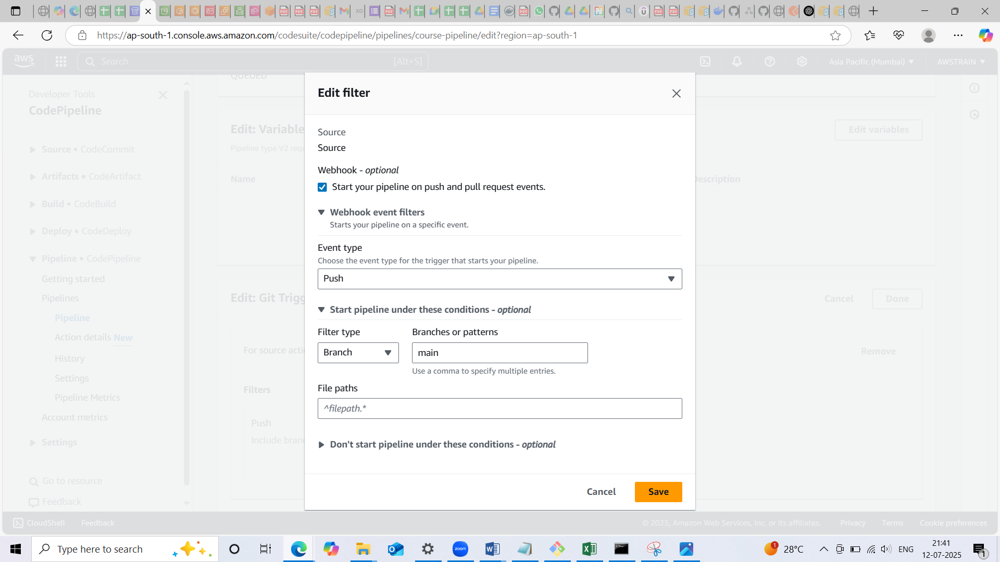 https://ap-south-1.console.aws.amazon.com/codesuite/codepipeline/pipelines/course-pipeline/edit?region=ap-south-1
aws
Search
[Alt+S]
Asia Pacific (Mumbai)
AWSTRAIN
Developer Tools
CodePipeline
Source • CodeCommit
Artifacts • CodeArtifact
Build • CodeBuild
Deploy • CodeDeploy
Pipeline • CodePipeline
Getting started
Pipelines
Pipeline
Action details New
History
Settings
Pipeline Metrics
Account metrics
Settings
Go to resource
Feedback
QUEUED
Edit: Variable
Edit variables
Pipeline type V2 requ
Name
Description
Edit: Git Trigg
Cancel
Done
For source actio
Remove
Filters
Push
Include bran
Edit filter
Source
Source
Webhook - optional
Start your pipeline on push and pull request events.
Webhook event filters
Starts your pipeline on a specific event.
Event type
Choose the event type for the trigger that starts your pipeline.
Push
Start pipeline under these conditions - optional
Filter type
Branches or patterns
Branch
main
Use a comma to specify multiple entries.
File paths
^filepath.*
Don't start pipeline under these conditions - optional
Cancel
Save
CloudShell
Feedback
© 2025, Amazon Web Services, Inc. or its affiliates.
Privacy
Terms
Cookie preferences
Type here to search
zoom
1
28°C
ENG
21:41
12-07-2025
1